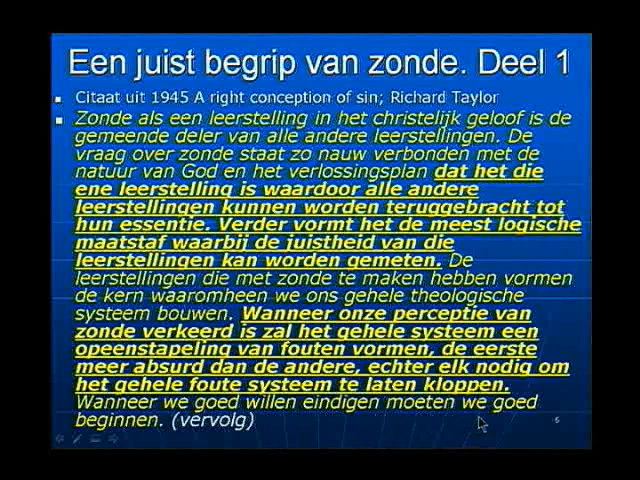 Een juist begrip van zonde. Deel 1
Citaat uit 1945 A right conception of sin; Richard Taylor
Zonde als een leerstelling in het christelijk geloof is de
gemeende deler van alle andere leerstellingen. De
vraag over zonde staat zo nauw verbonden met de
natuur van God en het verlossingsplan dat het die
ene leerstelling is waardoor alle andere
leerstellingen kunnen worden teruggebracht tot
hun essentie. Verder vormt het de meest logische
maatstaf waarbij de juistheid van die
leerstellingen kan worden gemeten. De
leerstellingen die met zonde te maken hebben vormen
de kern waaromheen we ons gehele theologische
systeem bouwen. Wanneer onze perceptie van
zonde verkeerd is zal het gehele systeem een
opeenstapeling van fouten vormen, de eerste
meer absurd dan de andere, echter elk nodig om
het gehele foute systeem te laten kloppen.
Wanneer we goed willen eindigen moeten we goed
beginnen. (vervolg)
6